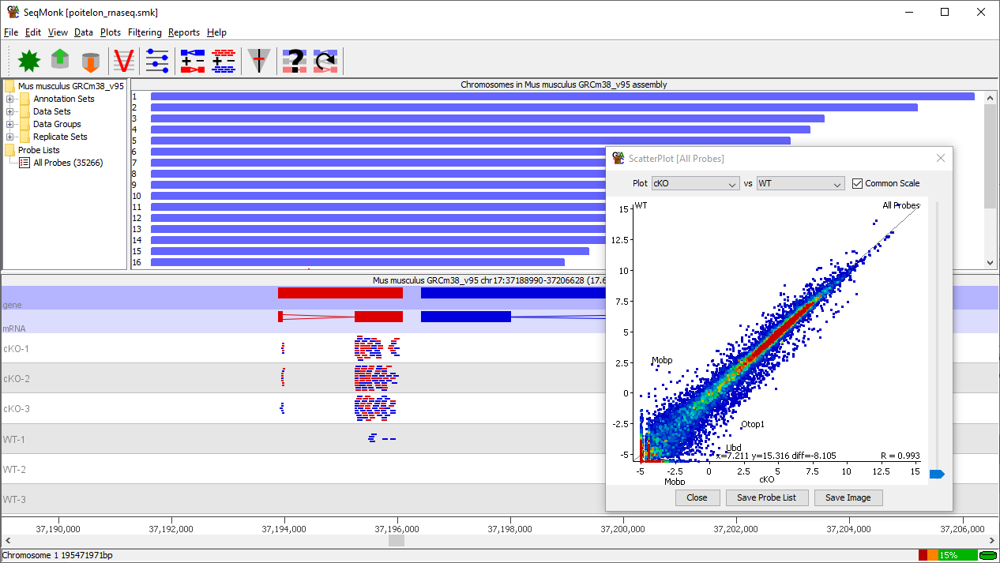 SeqMonk [poitelon_rnaseq.smk]
File Edit View Data Plots Filtering Reports Help
Mus musculus GRCm38_v95
Annotation Sets
Data Sets
Data Groups
Replicate Sets
Probe Lists
All Probes (35266)
Chromosomes in Mus musculus GRCm38_v95 assembly
1
2
3
4
5
6
7
8
9
10
11
12
13
14
15
16
ScatterPlot [All Probes]
Plot cKO vs WT Common Scale
WT
All Probes
15
12.5
10
7.5
5
2.5
0
-2.5
-5
Mobp
Otop1
Ubd
x=7.211 y=15.316 diff=-8.105
R = 0.993
-5 -2.5 0 2.5 5 7.5 10 12.5 15
Mobp
cKO
Close Save Probe List Save Image
Mus musculus GRCm38_v95 chr17:37188990-37206628 (17.6
gene
mRNA
cKO-1
cKO-2
cKO-3
WT-1
WT-2
WT-3
37,190,000 37,192,000 37,194,000 37,196,000 37,198,000 37,200,000 37,202,000 37,204,000 37,206,000
Chromosome 1 195471971bp
15%